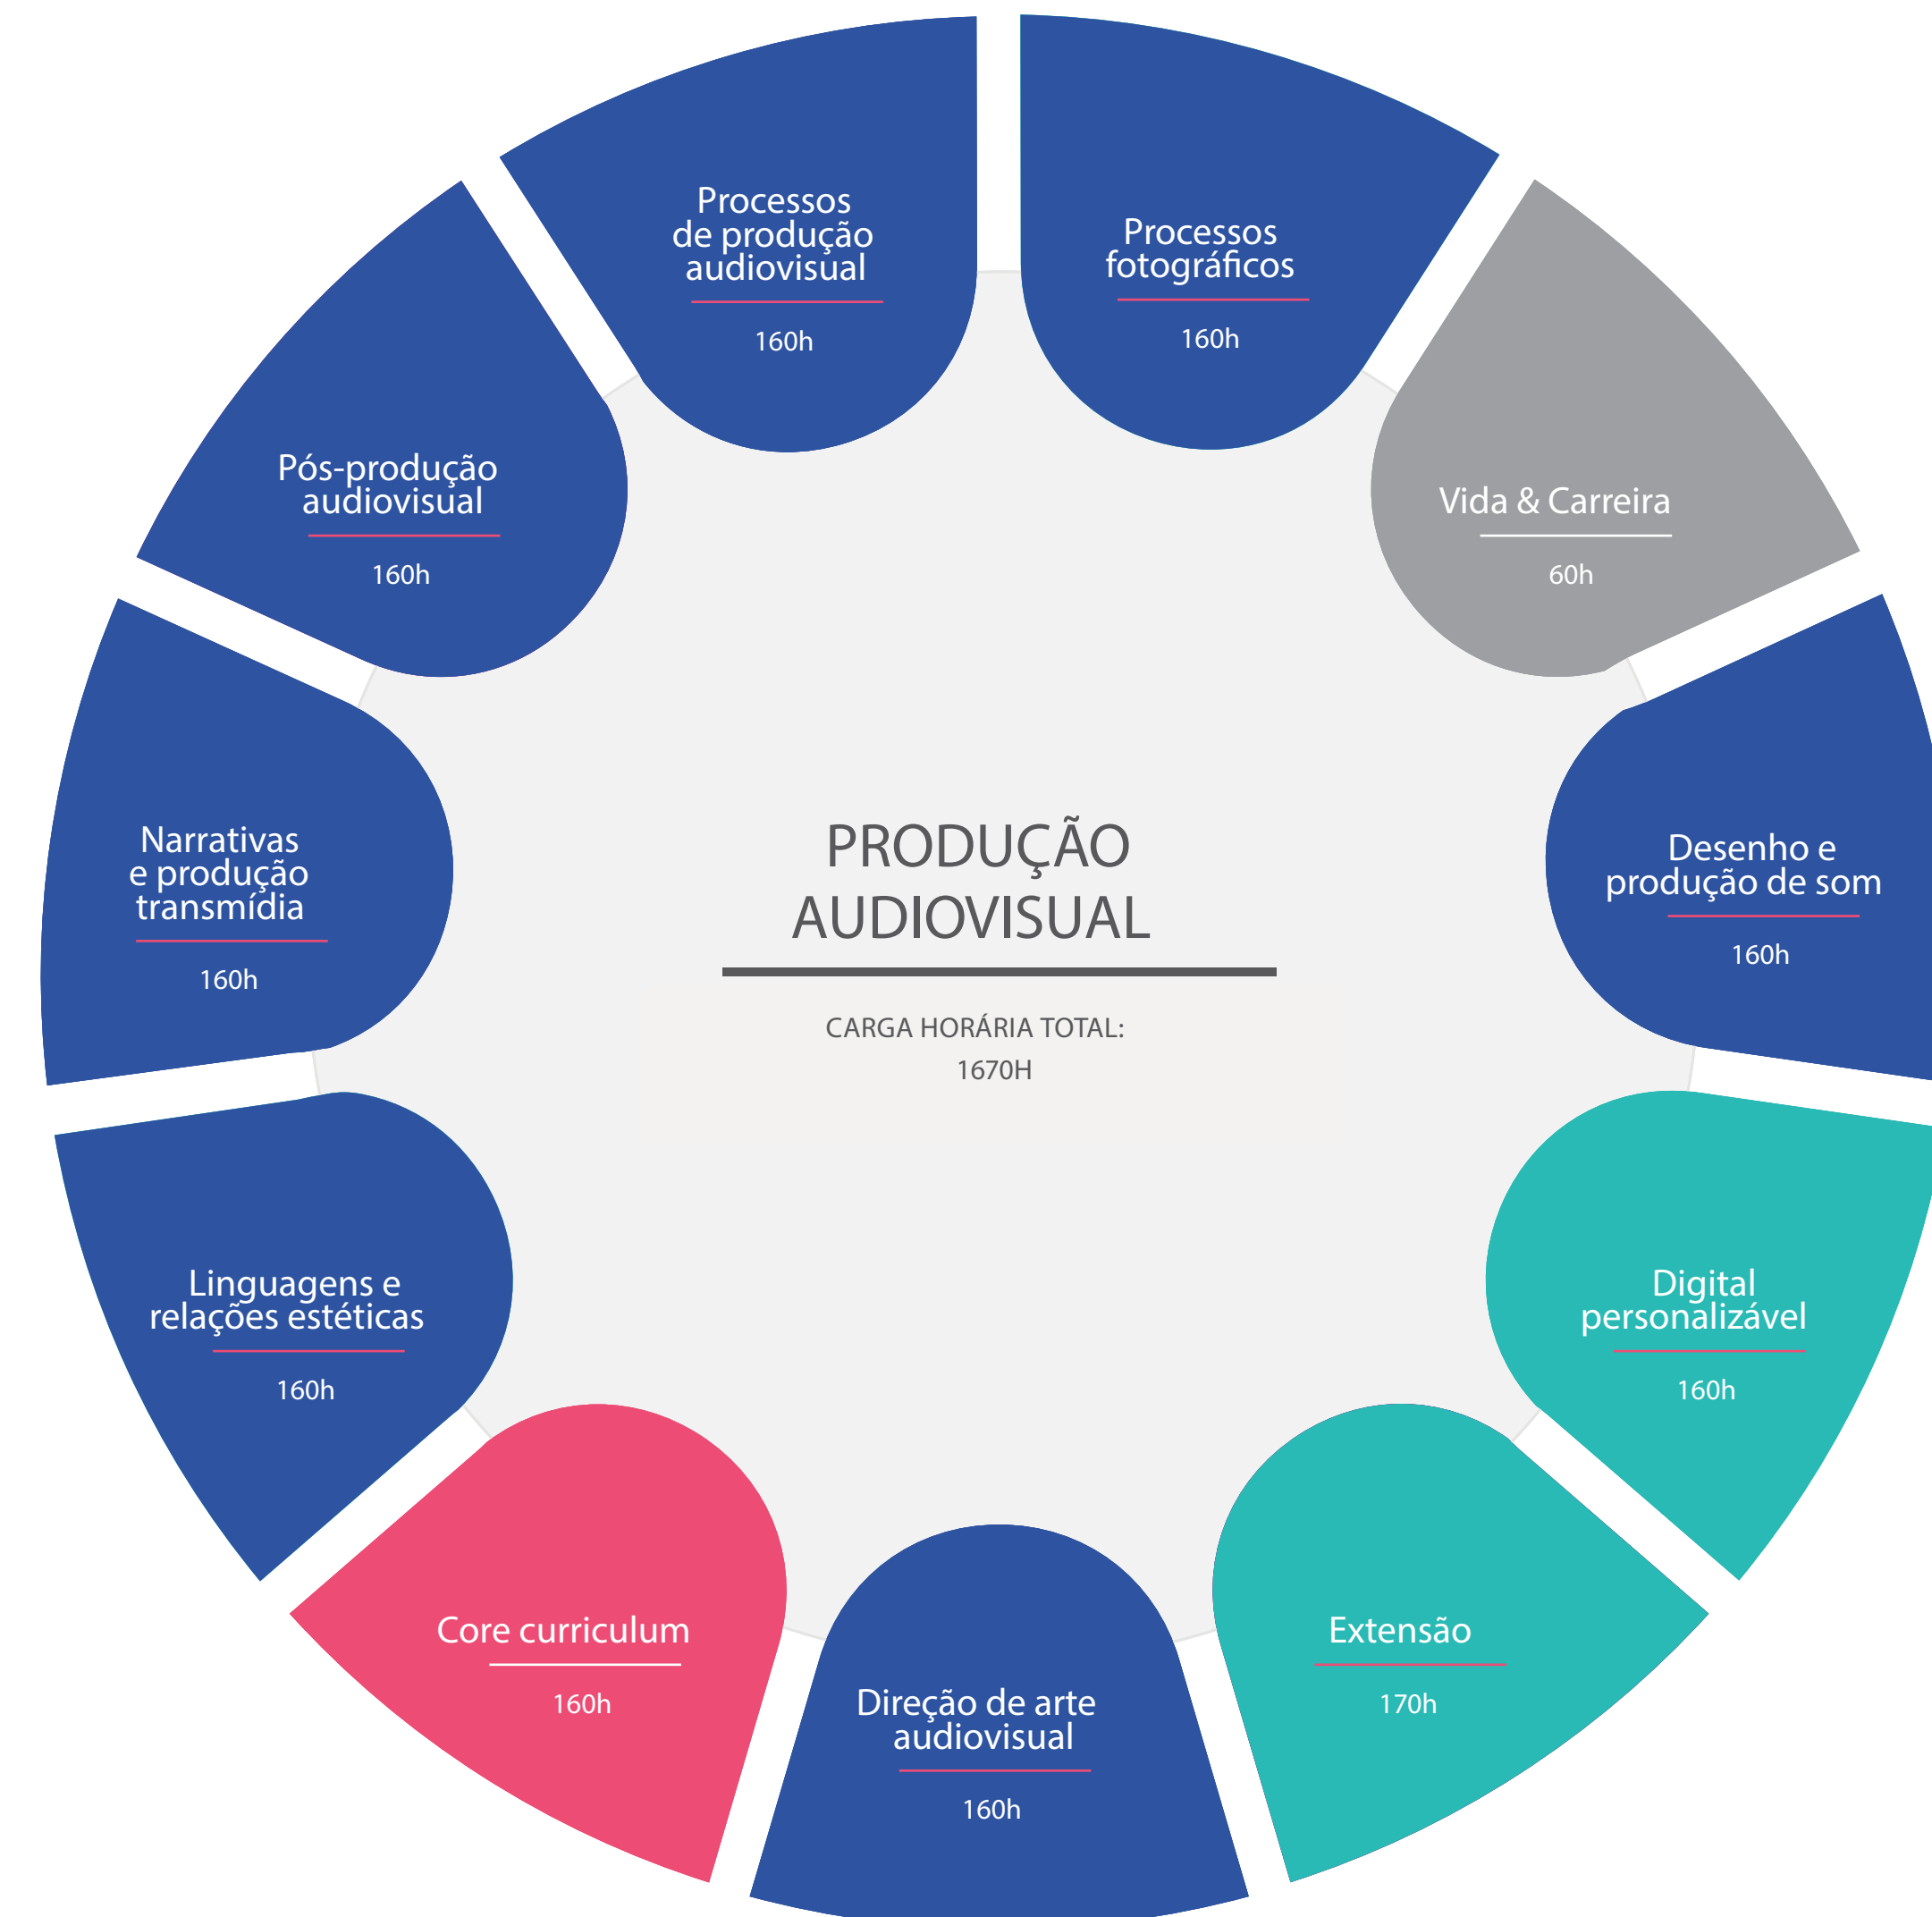 Processos
de produção
audiovisual
160h
Processos
fotográficos
160h
Vida & Carreira
60h
Desenho e
produção de som
160h
Digital
personalizável
160h
Extensão
170h
Direção de arte
audiovisual
160h
Core curriculum
160h
Linguagens e
relações estéticas
160h
Narrativas
e produção
transmídia
160h
Pós-produção
audiovisual
160h
PRODUÇÃO
AUDIOVISUAL
CARGA HORÁRIA TOTAL:
1670H